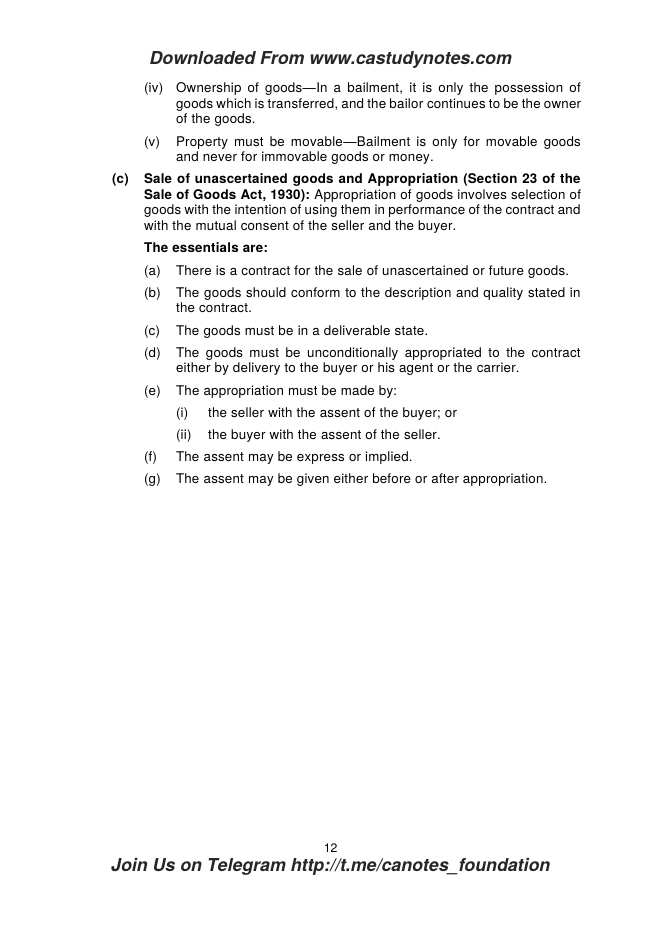 Downloaded From www.castudynotes.com
(iv) Ownership of goods—In a bailment, it is only the possession of
goods which is transferred, and the bailor continues to be the owner
of the goods.
(v) Property must be movable—Bailment is only for movable goods
and never for immovable goods or money.
(c) Sale of unascertained goods and Appropriation (Section 23 of the
Sale of Goods Act, 1930): Appropriation of goods involves selection of
goods with the intention of using them in performance of the contract and
with the mutual consent of the seller and the buyer.
The essentials are:
(a) There is a contract for the sale of unascertained or future goods.
(b) The goods should conform to the description and quality stated in
the contract.
(c) The goods must be in a deliverable state.
(d) The goods must be unconditionally appropriated to the contract
either by delivery to the buyer or his agent or the carrier.
(e) The appropriation must be made by:
(i) the seller with the assent of the buyer; or
(ii) the buyer with the assent of the seller.
(f) The assent may be express or implied.
(g) The assent may be given either before or after appropriation.
12
Join Us on Telegram http://t.me/canotes_foundation